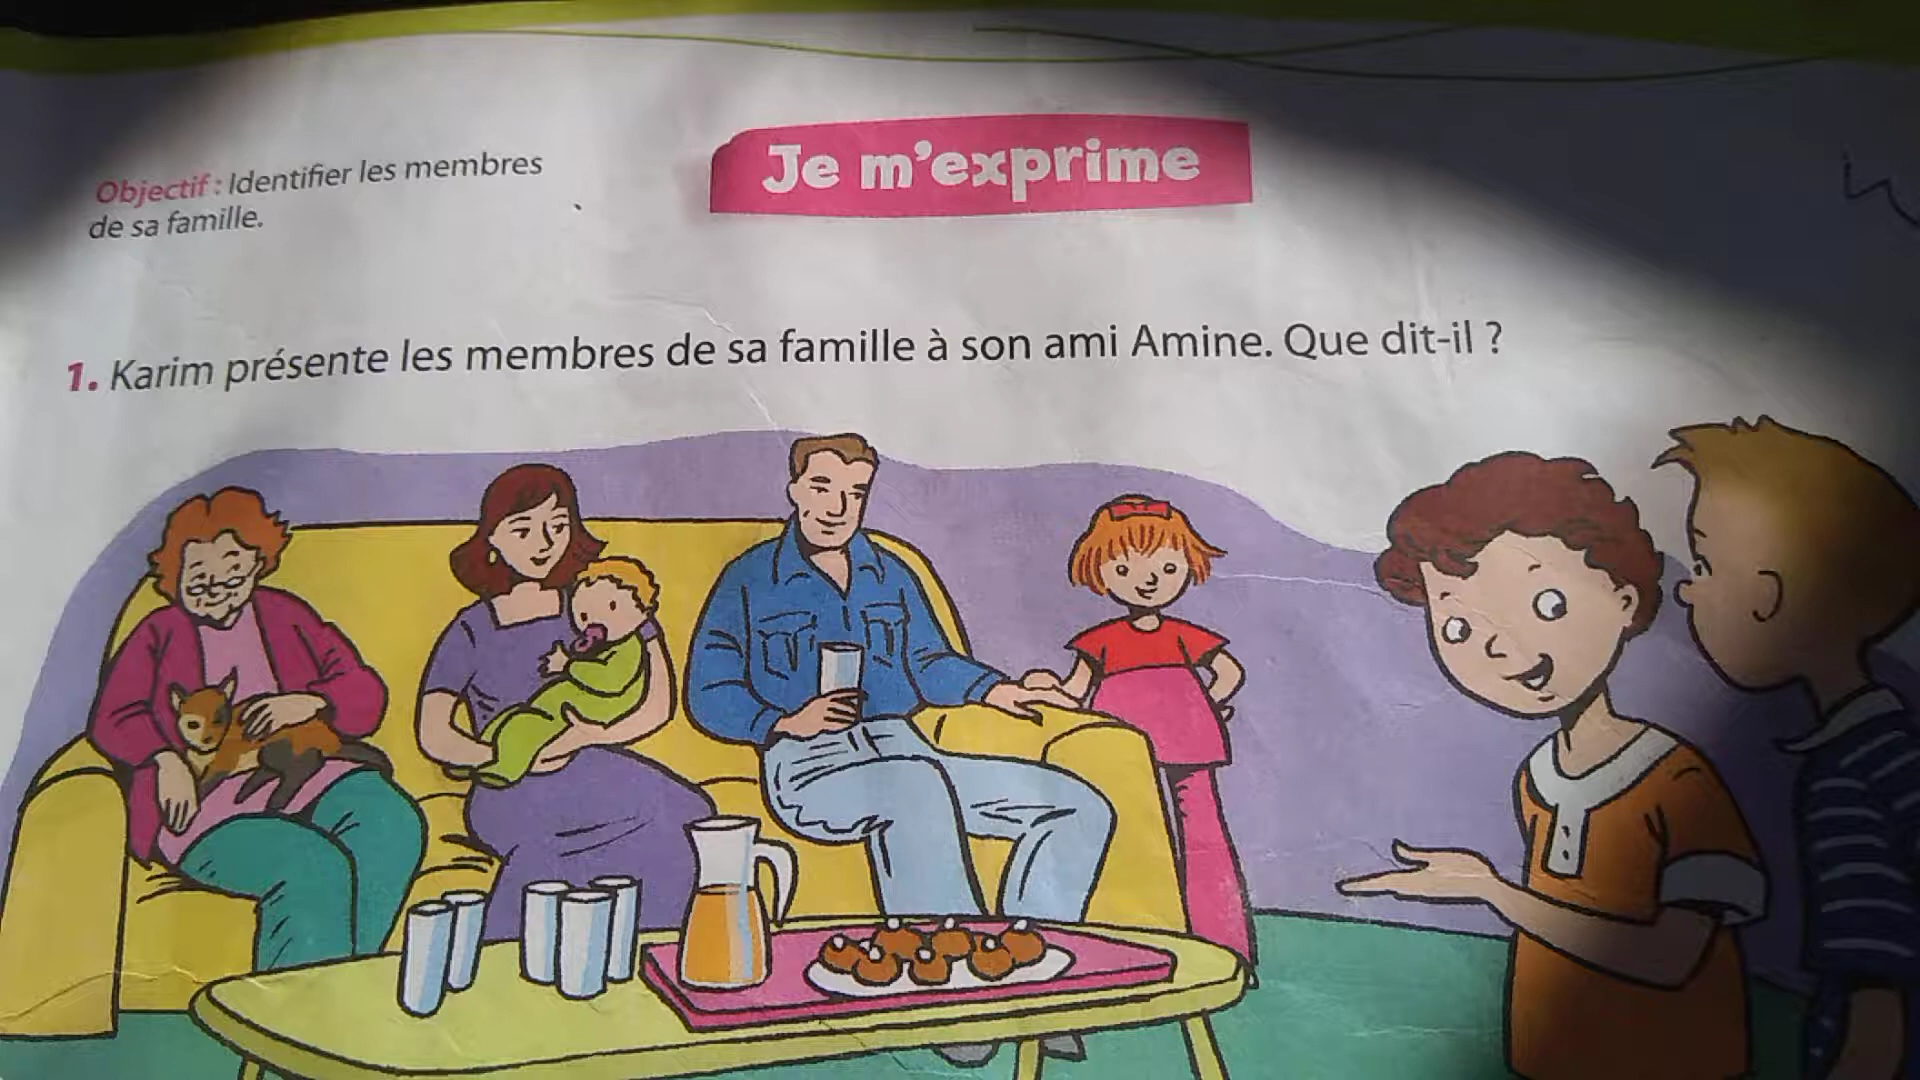 Je m'exprime
Objectif : Identifier les membres
de sa famille.
1. Karim présente les membres de sa famille à son ami Amine. Que dit-il ?